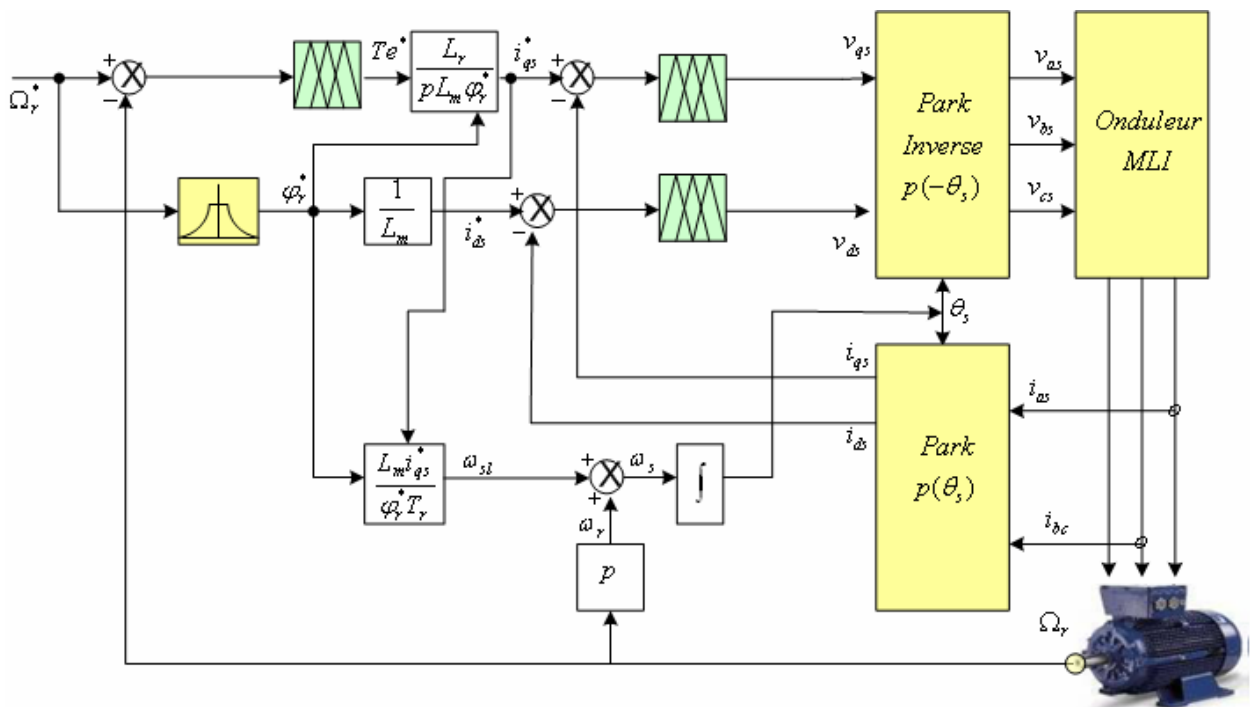 Ω_r^*
+
−
Te^*
L_r
p L_m φ_r^*
i_qs^*
+
−
v_qs
Park
Inverse
p(−θ_s)
v_as
v_bs
v_cs
Onduleur
MLI
φ_r^*
1
L_m
i_ds^*
+
−
v_ds
θ_s
i_qs
i_ds
Park
p(θ_s)
i_as
i_bc
L_m i_qs^*
φ_r^* T_r
ω_sl
+
+
ω_s
∫
ω_r
p
Ω_r